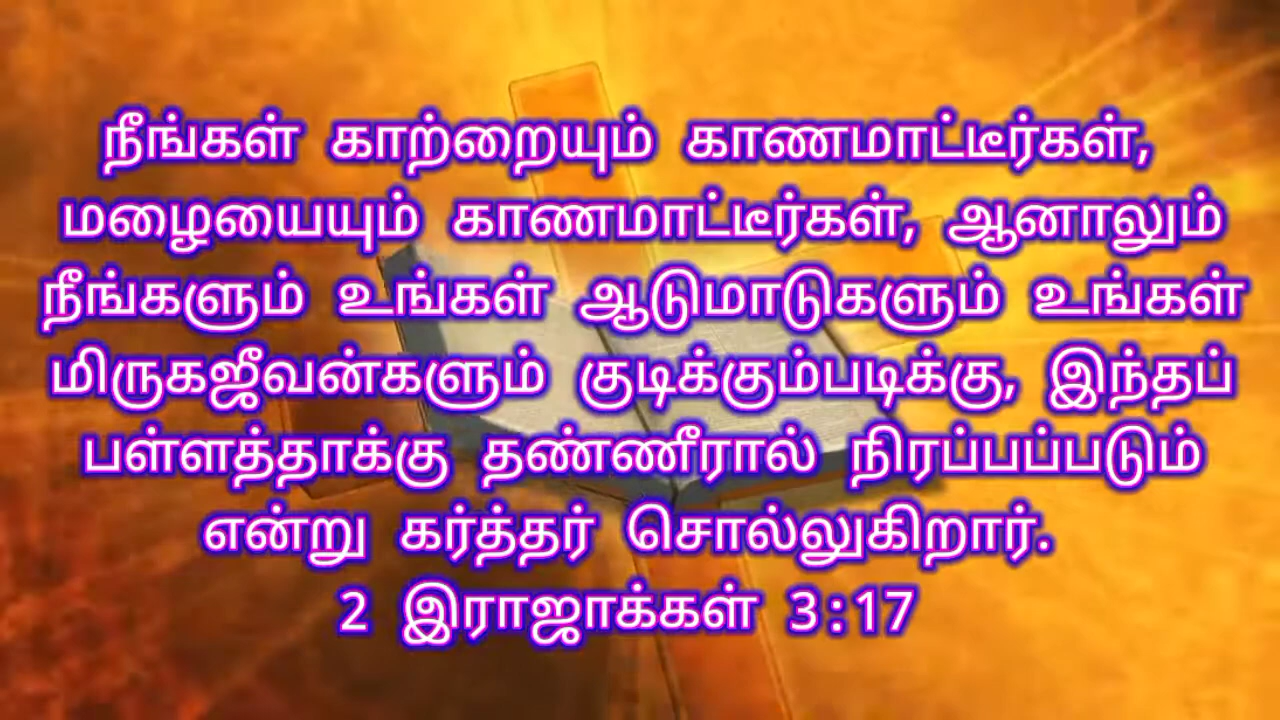 நீங்கள் காற்றையும் காணமாட்டீர்கள்,
மழையையும் காணமாட்டீர்கள், ஆனாலும்
நீங்களும் உங்கள் ஆடுமாடுகளும் உங்கள்
மிருகஜீவன்களும் குடிக்கும்படிக்கு, இந்தப்
பள்ளத்தாக்கு தண்ணீரால் நிரப்பப்படும்
என்று கர்த்தர் சொல்லுகிறார்.
2 இராஜாக்கள் 3:17